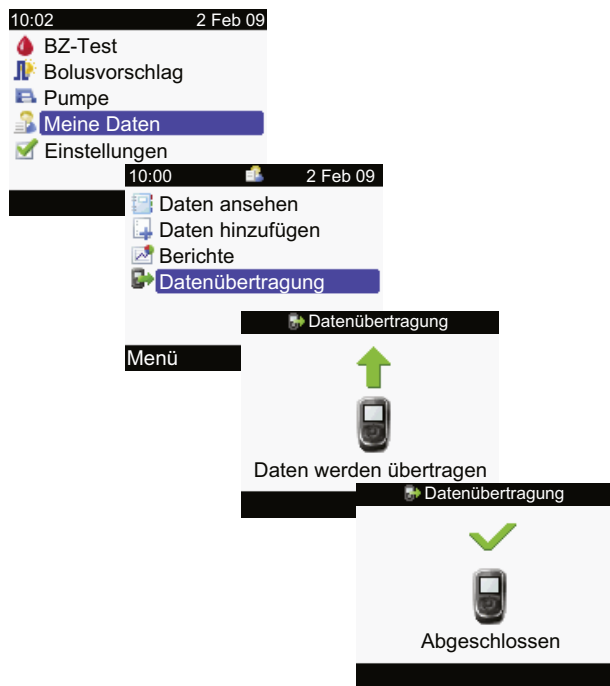 10:02 2 Feb 09
BZ-Test
Bolusvorschlag
Pumpe
Meine Daten
Einstellungen
10:00 2 Feb 09
Daten ansehen
Daten hinzufügen
Berichte
Datenübertragung
Menü
Datenübertragung
Daten werden übertragen
Datenübertragung
Abgeschlossen